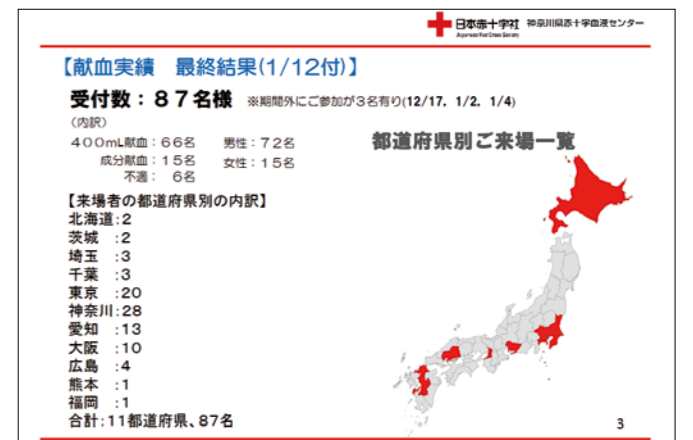 日本赤十字社 神奈川県赤十字血液センター
Japanese Red Cross Society
【献血実績　最終結果(1/12付)】
受付数：８７名様 ※期間外にご参加が3名有り(12/17, 1/2, 1/4)
(内訳)
４００mL献血：６６名 男性：７２名
成分献血：１５名 女性：１５名
不適：　６名
都道府県別ご来場一覧
【来場者の都道府県別の内訳】
北海道:2
茨城　:2
埼玉　:3
千葉　:3
東京　:20
神奈川:28
愛知　:13
大阪　:10
広島　:4
熊本　:1
福岡　:1
合計:11都道府県、87名
3